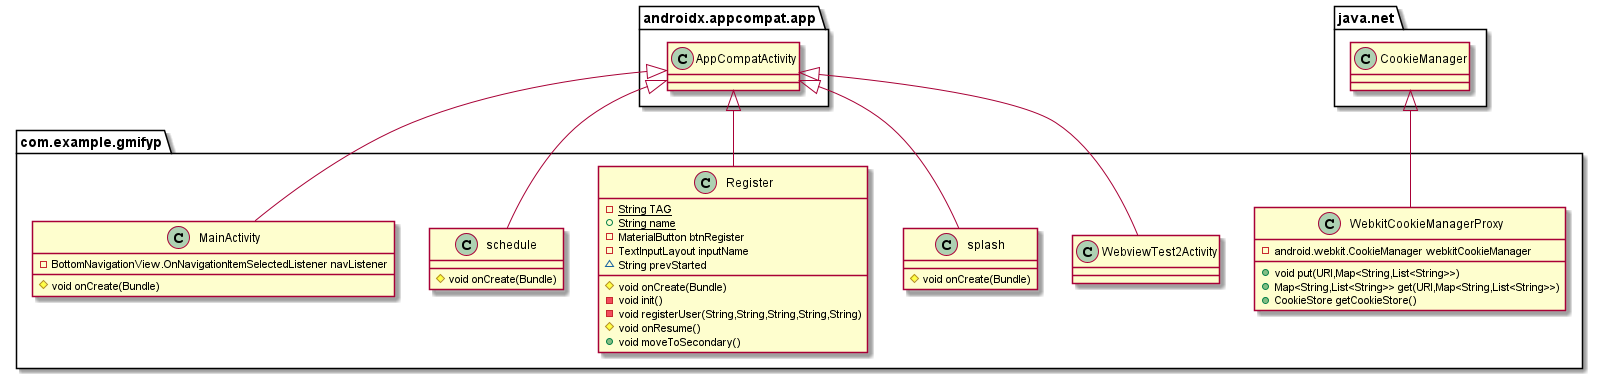 androidx.appcompat.app
C AppCompatActivity
java.net
C CookieManager
com.example.gmifyp
C MainActivity
BottomNavigationView.OnNavigationItemSelectedListener navListener
void onCreate(Bundle)
C schedule
void onCreate(Bundle)
C Register
String TAG
String name
MaterialButton btnRegister
TextInputLayout inputName
String prevStarted
void onCreate(Bundle)
void init()
void registerUser(String,String,String,String,String)
void onResume()
void moveToSecondary()
C splash
void onCreate(Bundle)
C WebviewTest2Activity
C WebkitCookieManagerProxy
android.webkit.CookieManager webkitCookieManager
void put(URI,Map<String,List<String>>)
Map<String,List<String>> get(URI,Map<String,List<String>>)
CookieStore getCookieStore()